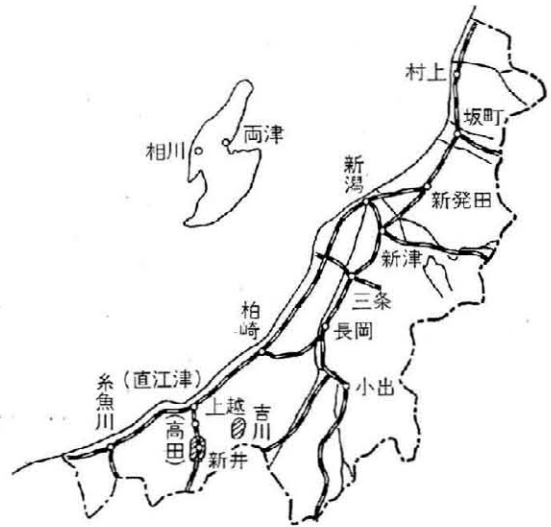 村上
坂町
両津
相川
新潟
新発田
新津
三条
柏崎
長岡
小出
糸魚川
(直江津)
上越
吉川
(高田)
新井